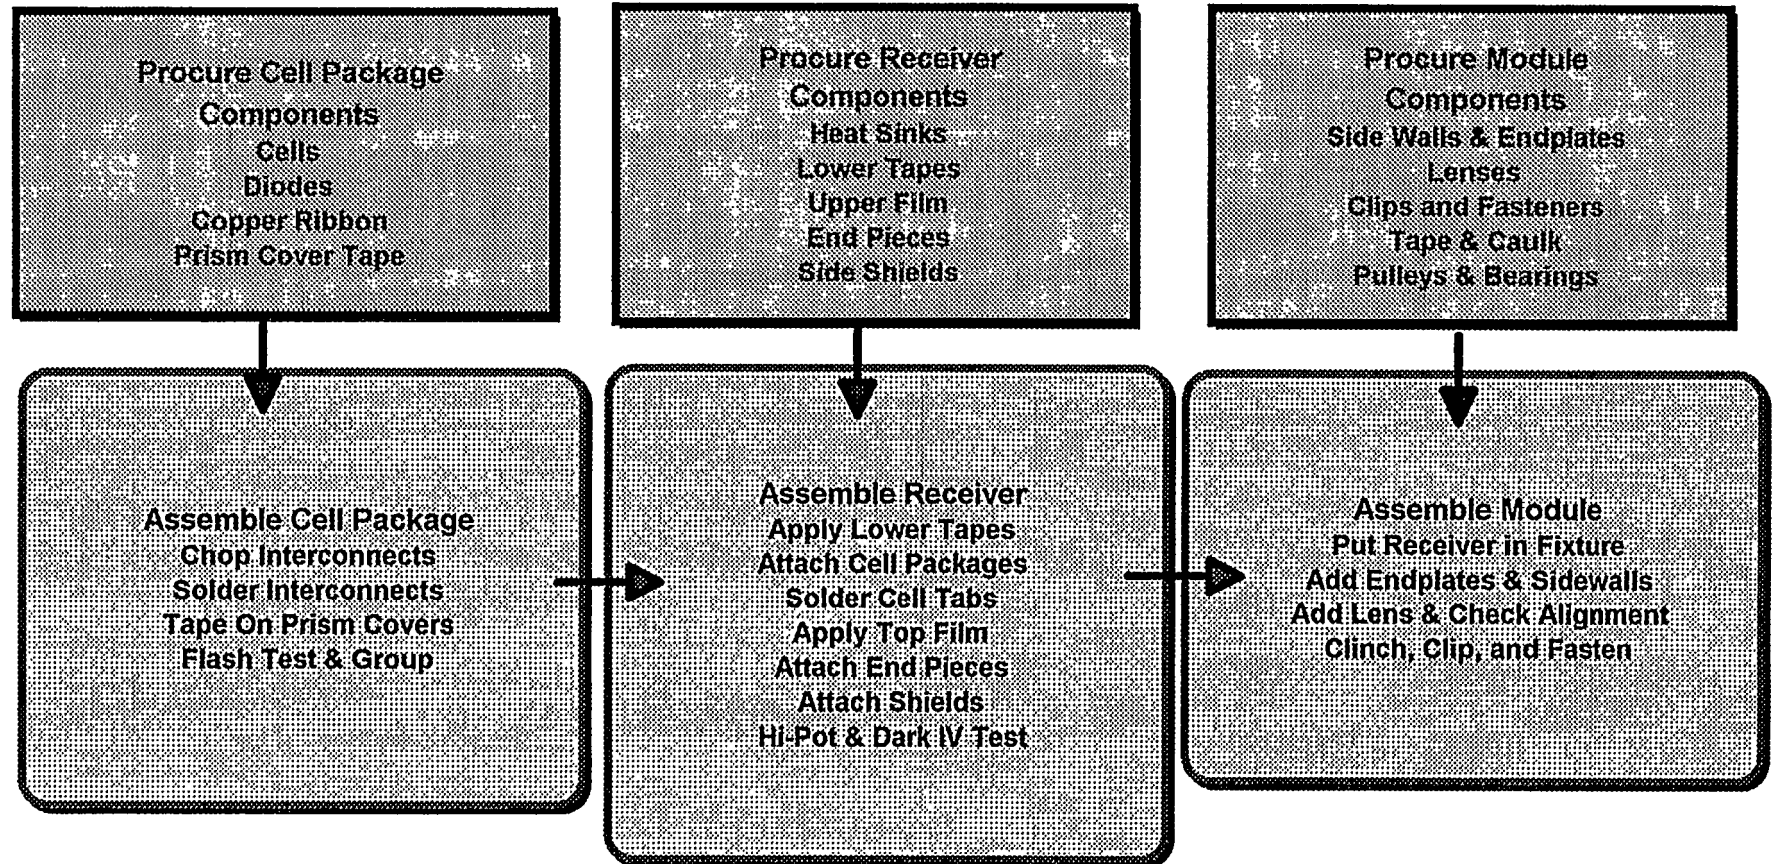 Procure Cell Package
Components
Cells
Diodes
Copper Ribbon
Prism Cover Tape
Procure Receiver
Components
Heat Sinks
Lower Tapes
Upper Film
End Pieces
Side Shields
Procure Module
Components
Side Walls & Endplates
Lenses
Clips and Fasteners
Tape & Caulk
Pulleys & Bearings
Assemble Cell Package
Chop Interconnects
Solder Interconnects
Tape On Prism Covers
Flash Test & Group
Assemble Receiver
Apply Lower Tapes
Attach Cell Packages
Solder Cell Tabs
Apply Top Film
Attach End Pieces
Attach Shields
Hi-Pot & Dark IV Test
Assemble Module
Put Receiver in Fixture
Add Endplates & Sidewalls
Add Lens & Check Alignment
Clinch, Clip, and Fasten